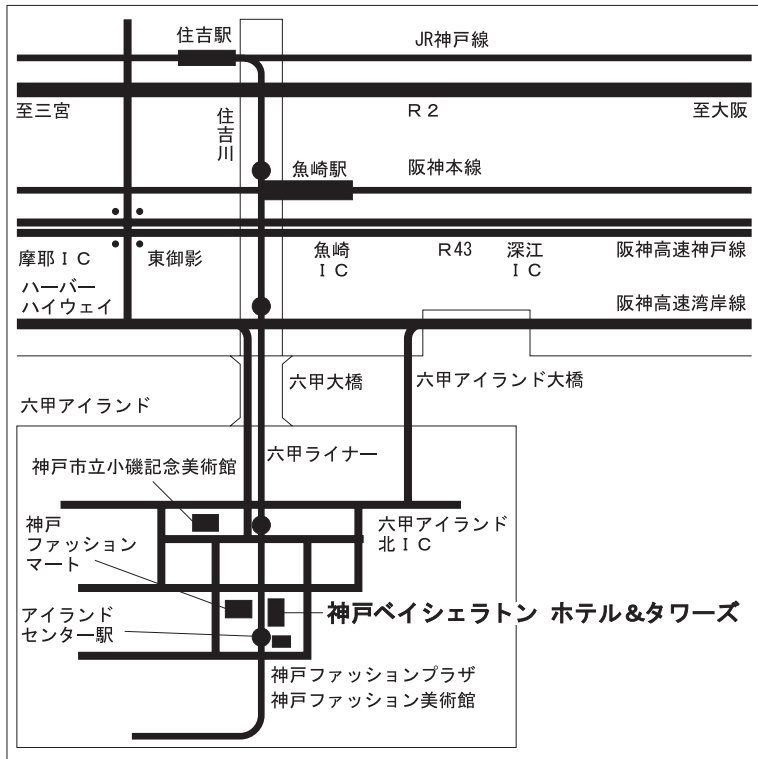 住吉駅
JR神戸線
至三宮
住吉川
R2
至大阪
魚崎駅
阪神本線
摩耶IC
東御影
魚崎
IC
R43
深江
IC
阪神高速神戸線
ハーバー
ハイウェイ
阪神高速湾岸線
六甲大橋
六甲アイランド大橋
六甲アイランド
六甲ライナー
神戸市立小磯記念美術館
神戸
ファッション
マート
六甲アイランド
北IC
アイランド
センター駅
神戸ベイシェラトン ホテル&タワーズ
神戸ファッションプラザ
神戸ファッション美術館